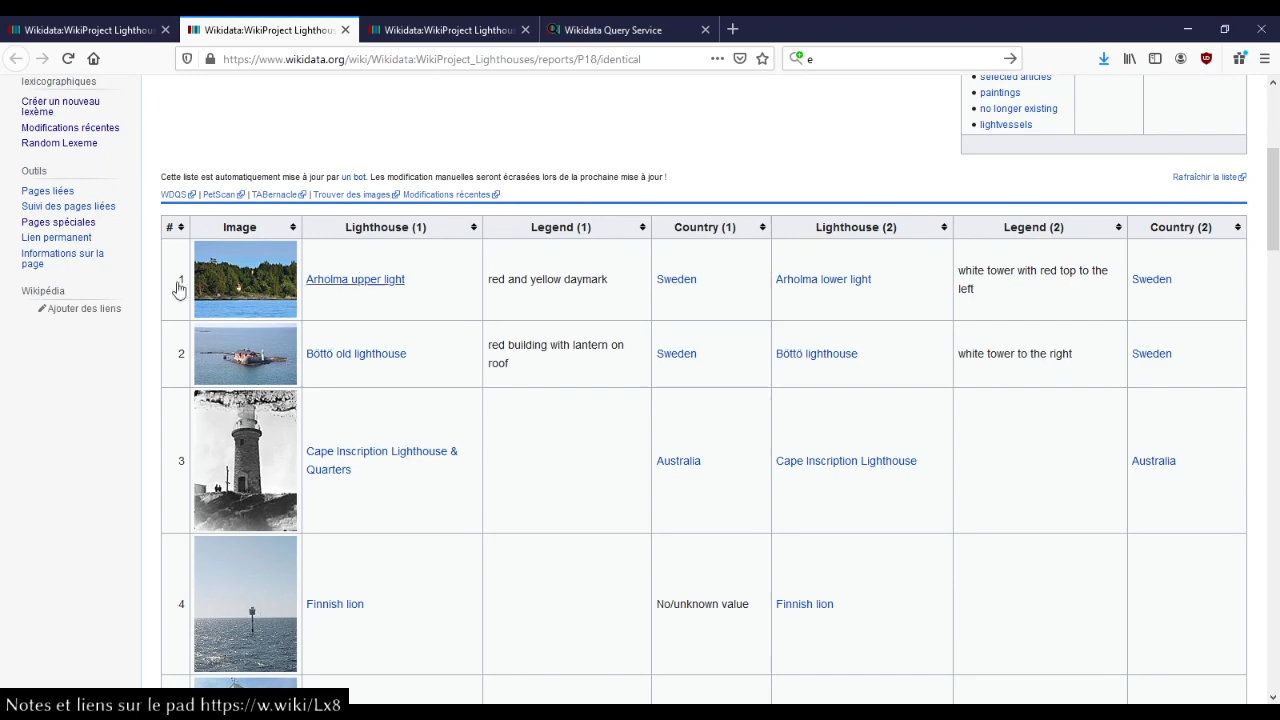 Wikidata:WikiProject Lighthou
Wikidata:WikiProject Lighthous
Wikidata:WikiProject Lighthous
Wikidata Query Service
https://www.wikidata.org/wiki/Wikidata:WikiProject_Lighthouses/reports/P18/identical
e
lexicographiques
Créer un nouveau
lexème
Modifications récentes
Random Lexeme
Outils
Pages liées
Suivi des pages liées
Pages spéciales
Lien permanent
Informations sur la
page
Wikipédia
Ajouter des liens
selected articles
paintings
no longer existing
lightvessels
Cette liste est automatiquement mise à jour par un bot. Les modification manuelles seront écrasées lors de la prochaine mise à jour !
Rafraîchir la liste
WDQS | PetScan | TABernacle | Trouver des images Modifications récentes
# Image Lighthouse (1) Legend (1) Country (1) Lighthouse (2) Legend (2) Country (2)
1 Arholma upper light red and yellow daymark Sweden Arholma lower light white tower with red top to the
left Sweden
2 Böttö old lighthouse red building with lantern on
roof Sweden Böttö lighthouse white tower to the right Sweden
3 Cape Inscription Lighthouse &
Quarters Australia Cape Inscription Lighthouse Australia
4 Finnish lion No/unknown value Finnish lion
Notes et liens sur le pad https://w.wiki/Lx8